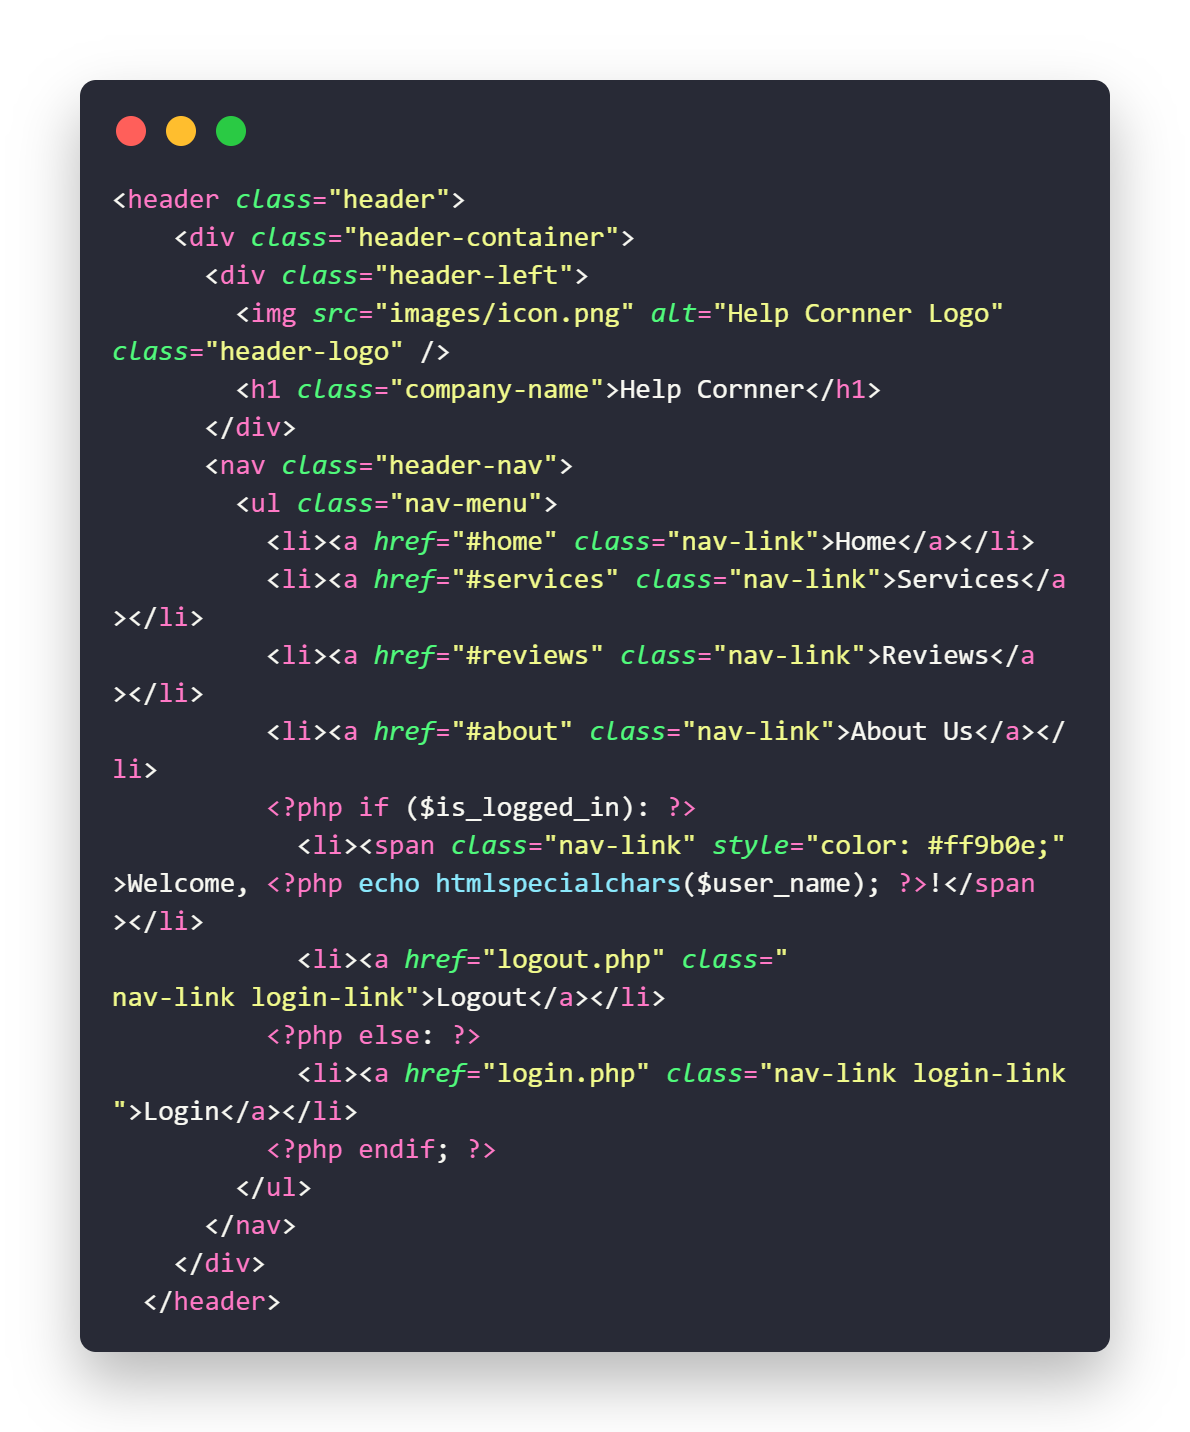 <header class="header">
    <div class="header-container">
      <div class="header-left">
        <img src="images/icon.png" alt="Help Cornner Logo"
class="header-logo" />
        <h1 class="company-name">Help Cornner</h1>
      </div>
      <nav class="header-nav">
        <ul class="nav-menu">
          <li><a href="#home" class="nav-link">Home</a></li>
          <li><a href="#services" class="nav-link">Services</a
></li>
          <li><a href="#reviews" class="nav-link">Reviews</a
></li>
          <li><a href="#about" class="nav-link">About Us</a></
li>
          <?php if ($is_logged_in): ?>
            <li><span class="nav-link" style="color: #ff9b0e;"
>Welcome, <?php echo htmlspecialchars($user_name); ?>!</span
></li>
            <li><a href="logout.php" class="
nav-link login-link">Logout</a></li>
          <?php else: ?>
            <li><a href="login.php" class="nav-link login-link
">Login</a></li>
          <?php endif; ?>
        </ul>
      </nav>
    </div>
  </header>